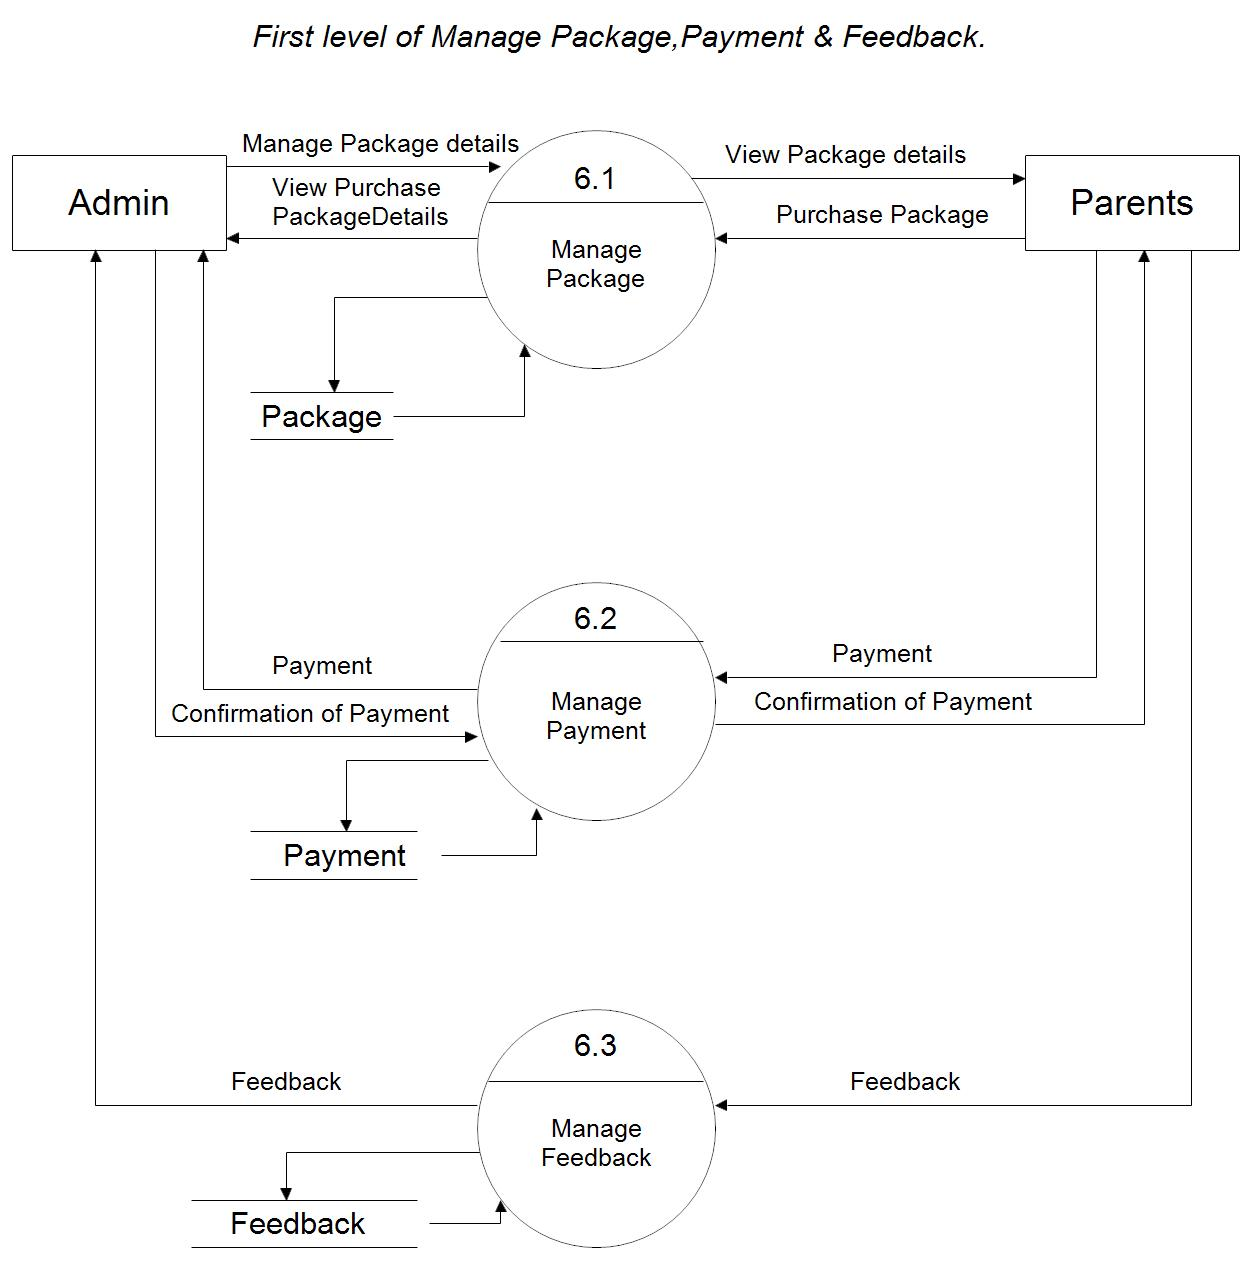 First level of Manage Package,Payment & Feedback.
Admin
Manage Package details
View Purchase
PackageDetails
6.1
Manage
Package
View Package details
Purchase Package
Parents
Package
6.2
Manage
Payment
Payment
Confirmation of Payment
Payment
Confirmation of Payment
Payment
6.3
Manage
Feedback
Feedback
Feedback
Feedback